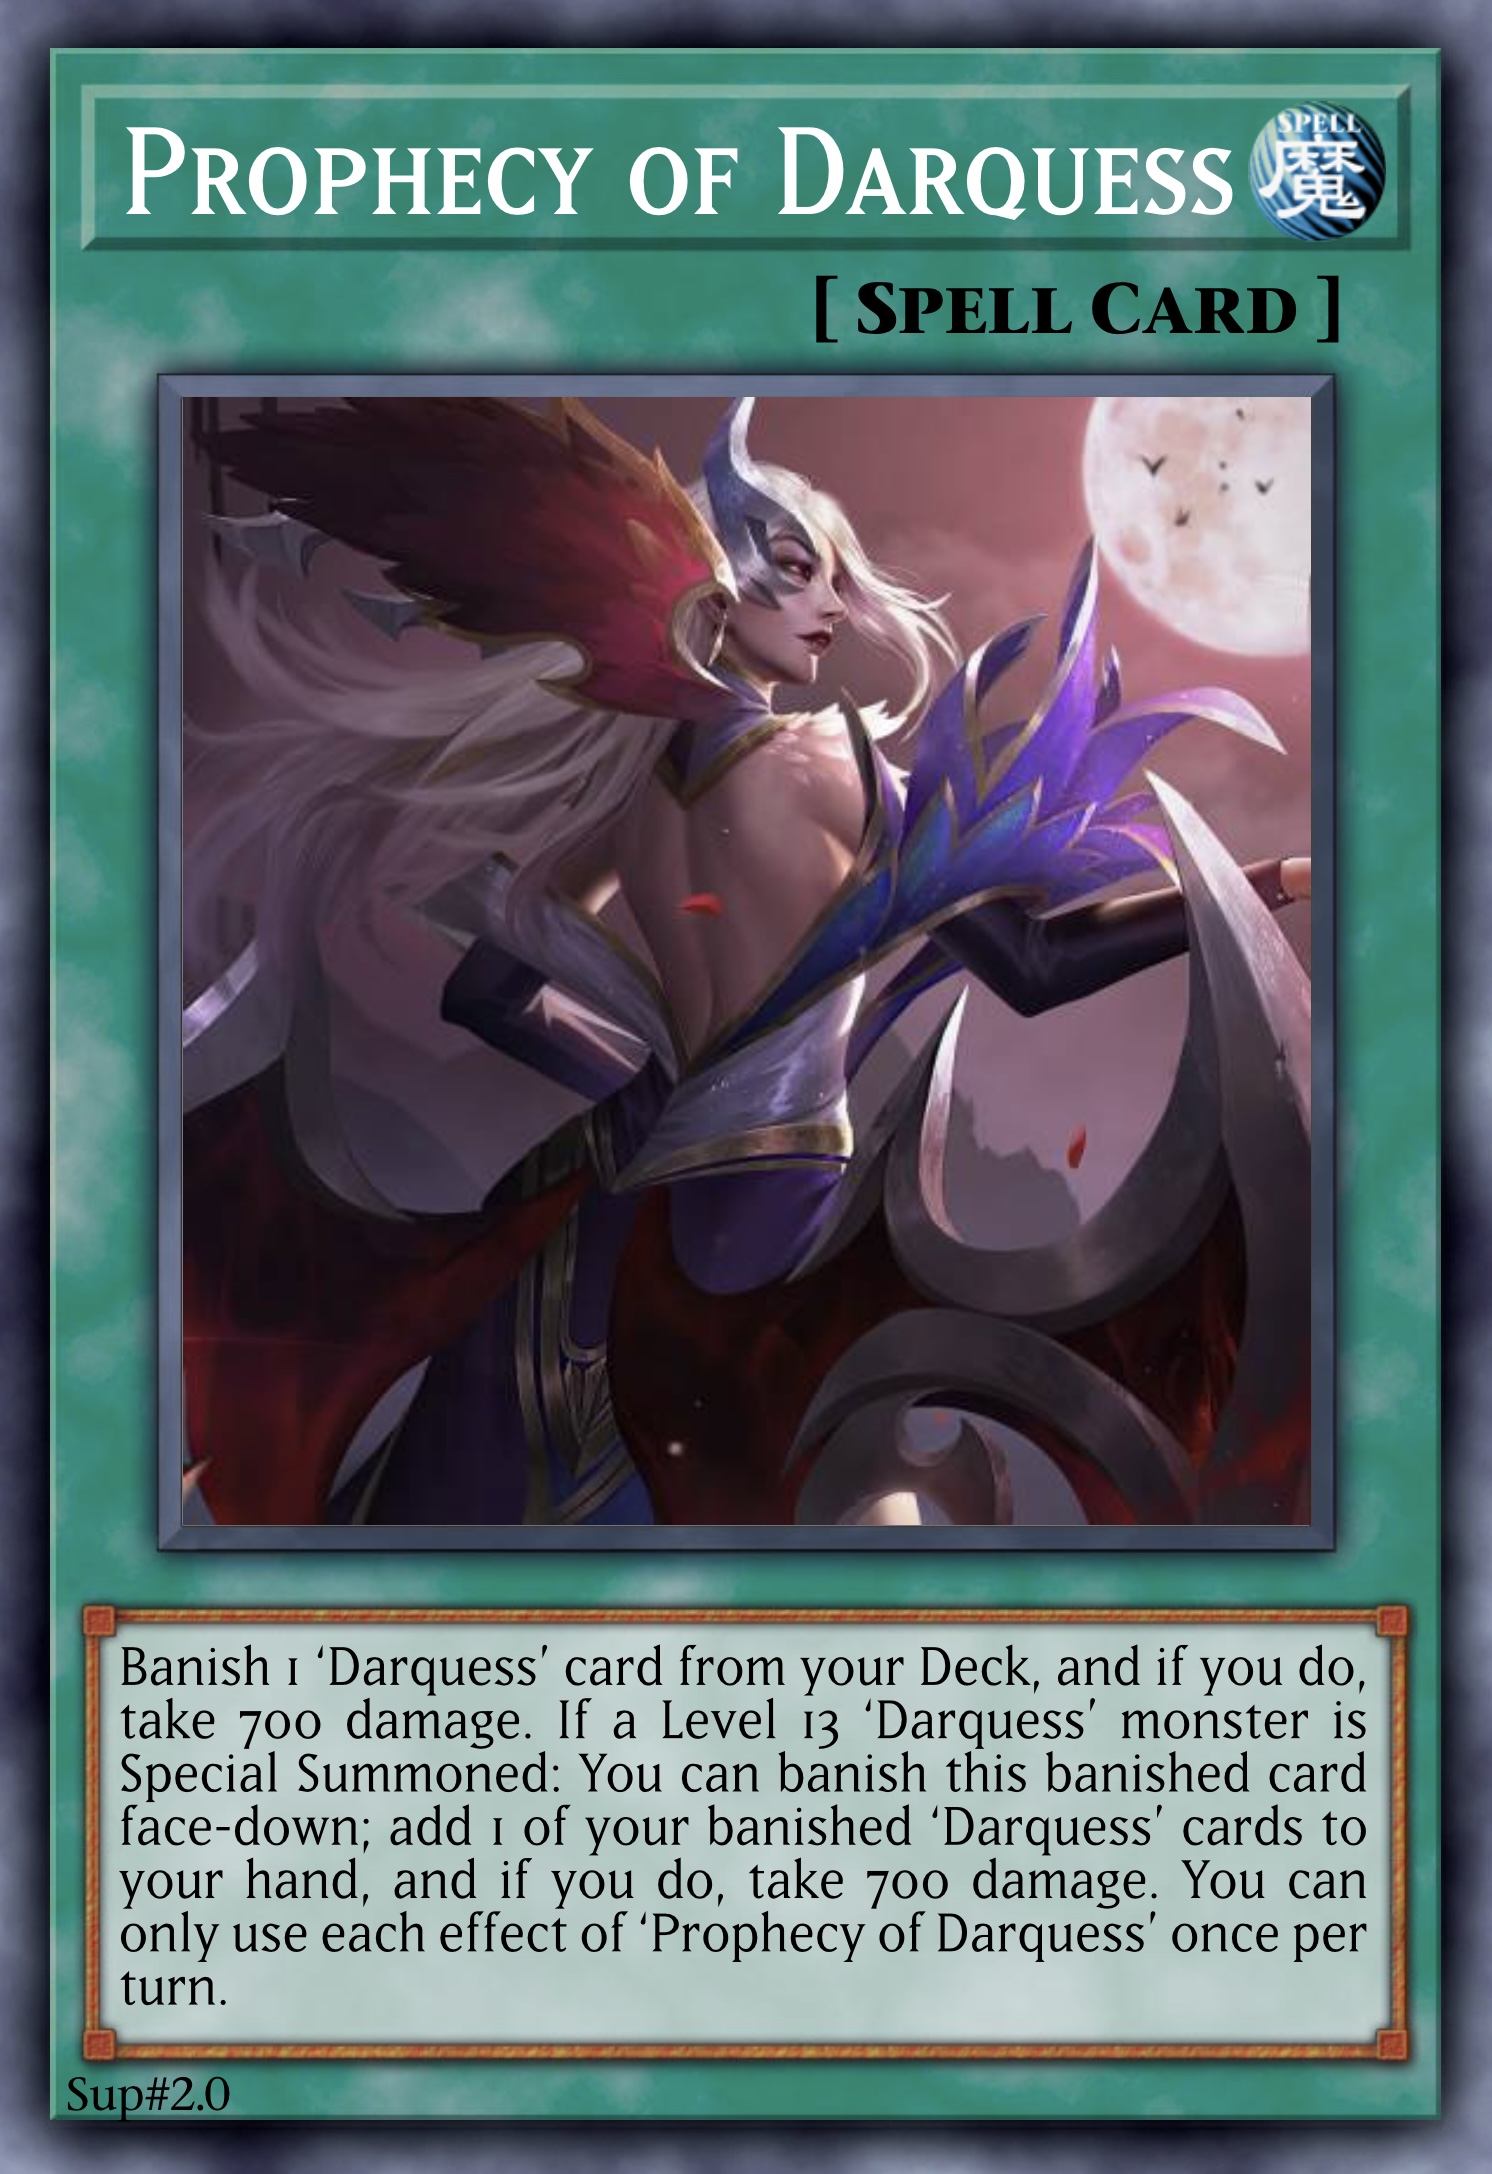 Prophecy of Darquess
SPELL
魔
[ Spell Card ]
Banish 1 ‘Darquess’ card from your Deck, and if you do,
take 700 damage. If a Level 13 ‘Darquess’ monster is
Special Summoned: You can banish this banished card
face-down; add 1 of your banished ‘Darquess’ cards to
your hand, and if you do, take 700 damage. You can
only use each effect of ‘Prophecy of Darquess’ once per
turn.
Sup#2.0